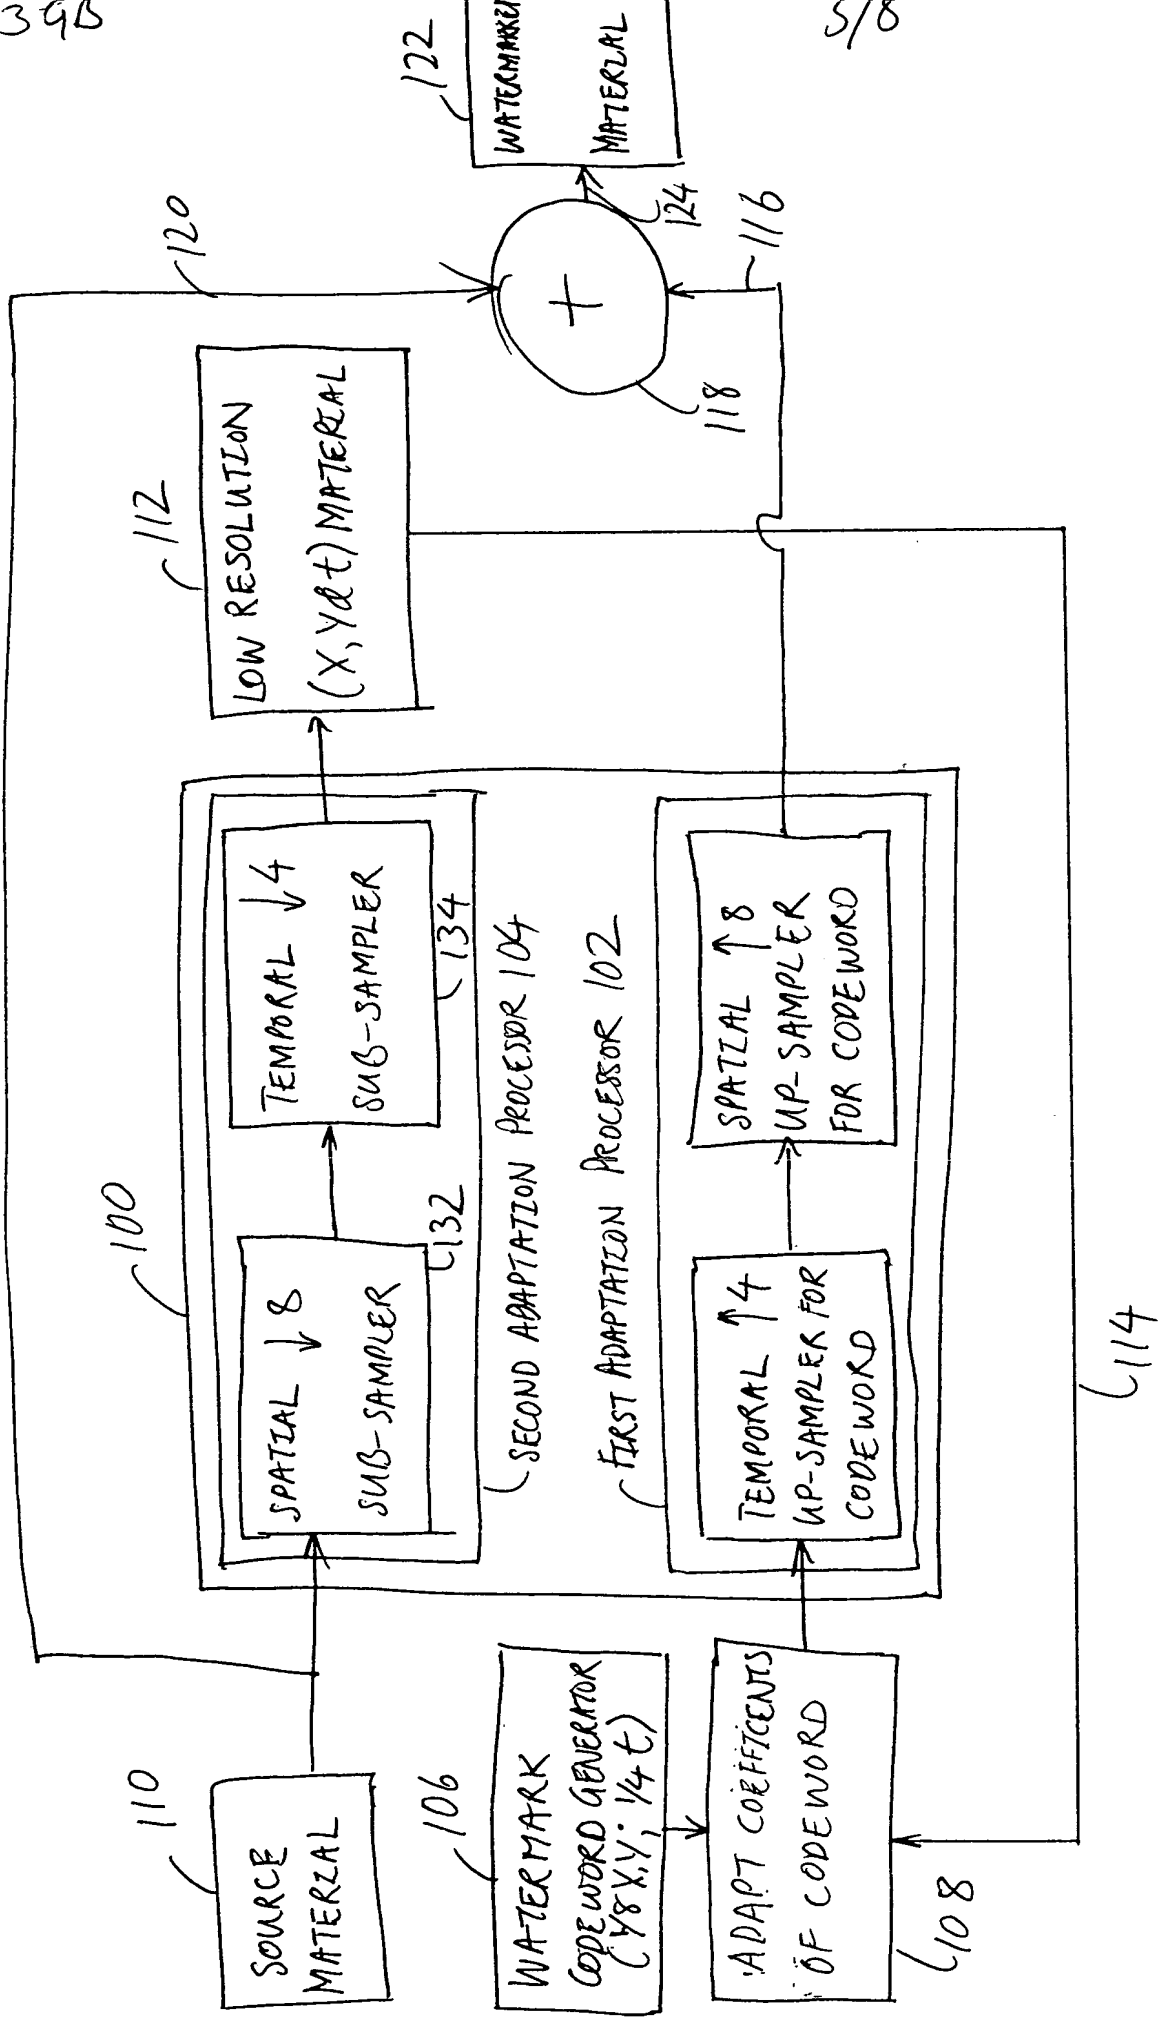 39B
5/8
122
WATERMARKE
MATERIAL
120
124
116
118
112
LOW RESOLUTION
(X,Y&t) MATERIAL
100
TEMPORAL ↓4
SUB-SAMPLER
134
SPATIAL ↓8
SUB-SAMPLER
132
SECOND ADAPTATION PROCESSOR 104
FIRST ADAPTATION PROCESSOR 102
SPATIAL ↑8
UP-SAMPLER
FOR CODEWORD
TEMPORAL ↑4
UP-SAMPLER FOR
CODEWORD
114
110
SOURCE
MATERIAL
106
WATERMARK
CODEWORD GENERATOR
(1/8 X,Y; 1/4 t)
ADAPT COEFFICENTS
OF CODEWORD
108